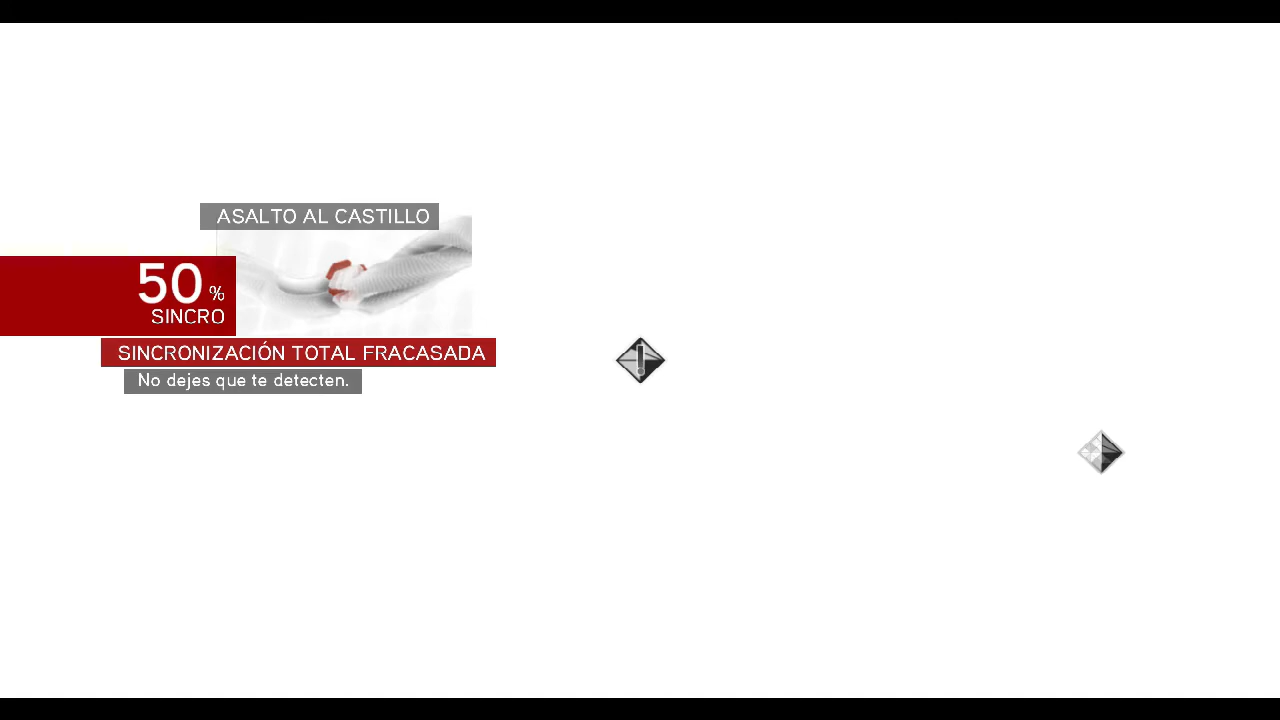 ASALTO AL CASTILLO
50 %
SINCRO
SINCRONIZACIÓN TOTAL FRACASADA
No dejes que te detecten.